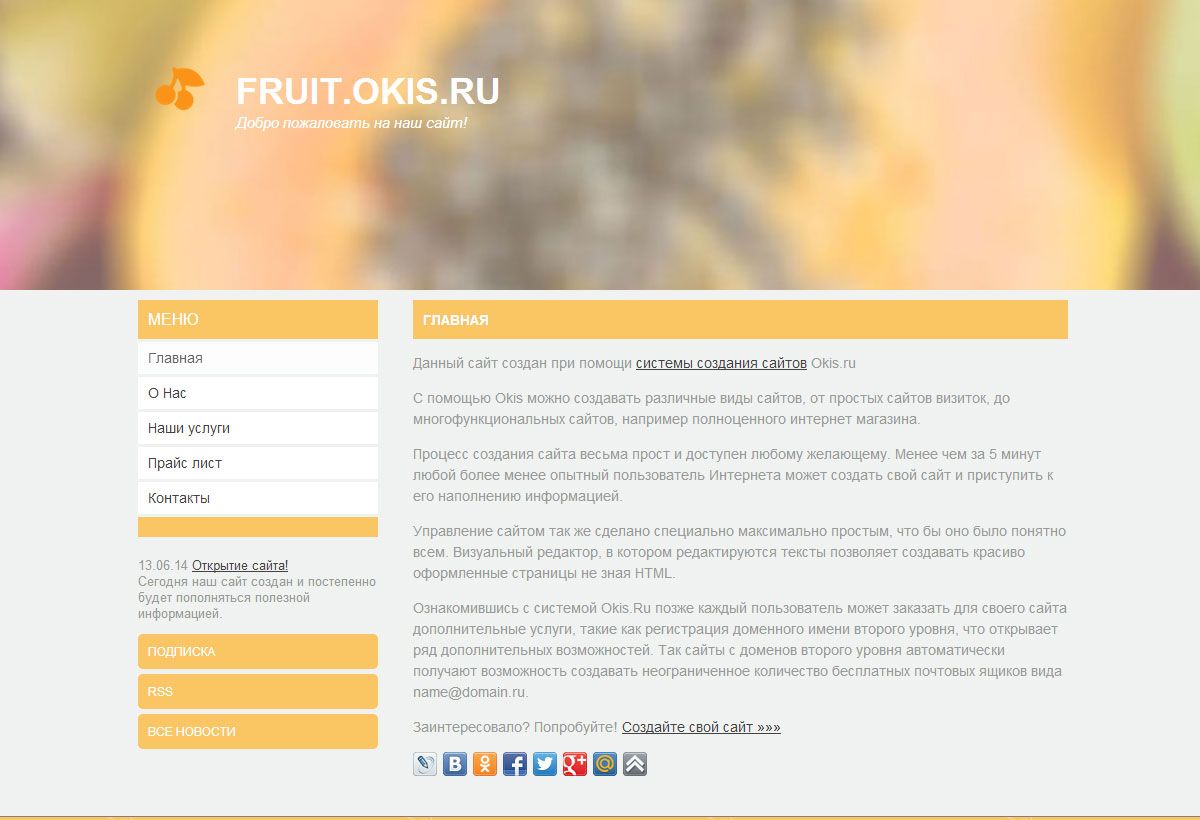 FRUIT.OKIS.RU
Добро пожаловать на наш сайт!
МЕНЮ
Главная
О Нас
Наши услуги
Прайс лист
Контакты
13.06.14 Открытие сайта!
Сегодня наш сайт создан и постепенно
будет пополняться полезной
информацией.
ПОДПИСКА
RSS
ВСЕ НОВОСТИ
ГЛАВНАЯ
Данный сайт создан при помощи системы создания сайтов Okis.ru
С помощью Okis можно создавать различные виды сайтов, от простых сайтов визиток, до
многофункциональных сайтов, например полноценного интернет магазина.
Процесс создания сайта весьма прост и доступен любому желающему. Менее чем за 5 минут
любой более менее опытный пользователь Интернета может создать свой сайт и приступить к
его наполнению информацией.
Управление сайтом так же сделано специально максимально простым, что бы оно было понятно
всем. Визуальный редактор, в котором редактируются тексты позволяет создавать красиво
оформленные страницы не зная HTML.
Ознакомившись с системой Okis.Ru позже каждый пользователь может заказать для своего сайта
дополнительные услуги, такие как регистрация доменного имени второго уровня, что открывает
ряд дополнительных возможностей. Так сайты с доменов второго уровня автоматически
получают возможность создавать неограниченное количество бесплатных почтовых ящиков вида
name@domain.ru.
Заинтересовало? Попробуйте! Создайте свой сайт »»»